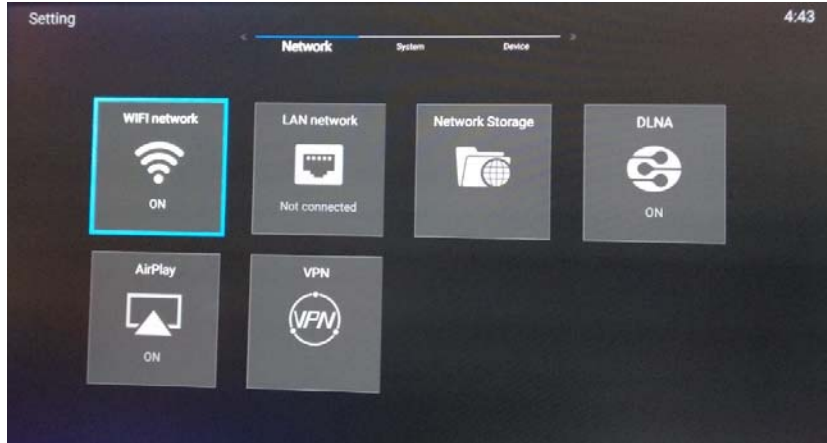 Setting
4:43
Network
System
Device
WIFI network
LAN network
Network Storage
DLNA
ON
Not connected
ON
AirPlay
VPN
VPN
ON